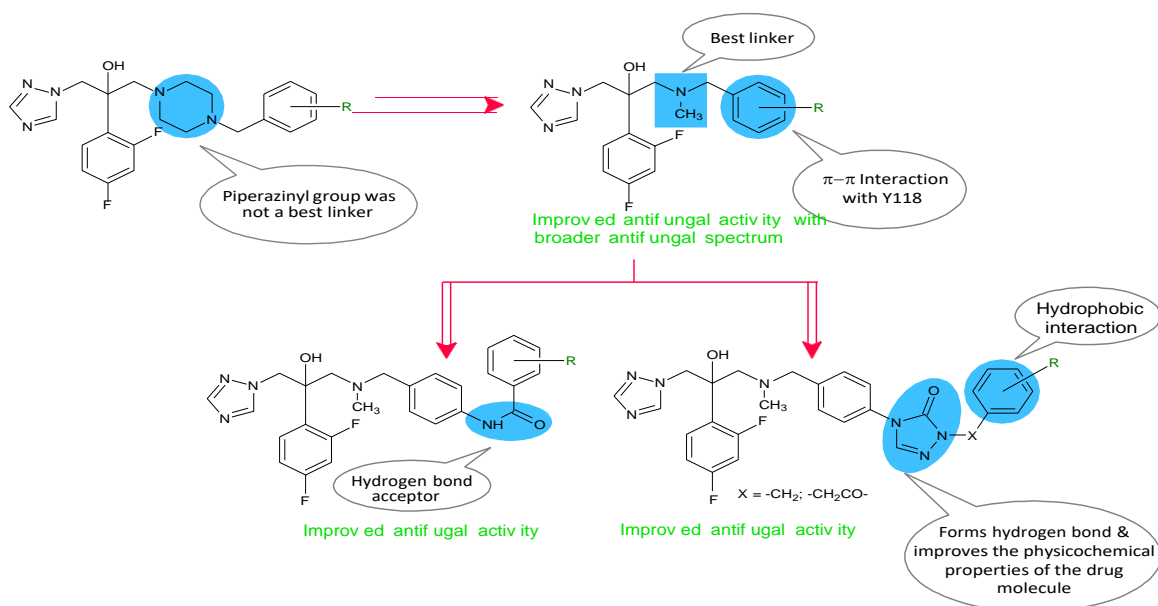 Best linker
OH
N
N
N
N
N
R
F
F
Piperazinyl group was
not a best linker
OH
N
N
N
N
CH3
R
F
F
π−π Interaction
with Y118
Improv ed antif ungal activ ity with
broader antif ungal spectrum
Hydrophobic
interaction
R
OH
N
N
N
N
CH3
NH
O
F
F
Hydrogen bond
acceptor
Improv ed antif ugal activ ity
R
OH
N
N
N
N
CH3
O
N
N
N
X
F
F
X = -CH2; -CH2CO-
Improv ed antif ugal activ ity
Forms hydrogen bond &
improves the physicochemical
properties of the drug
molecule